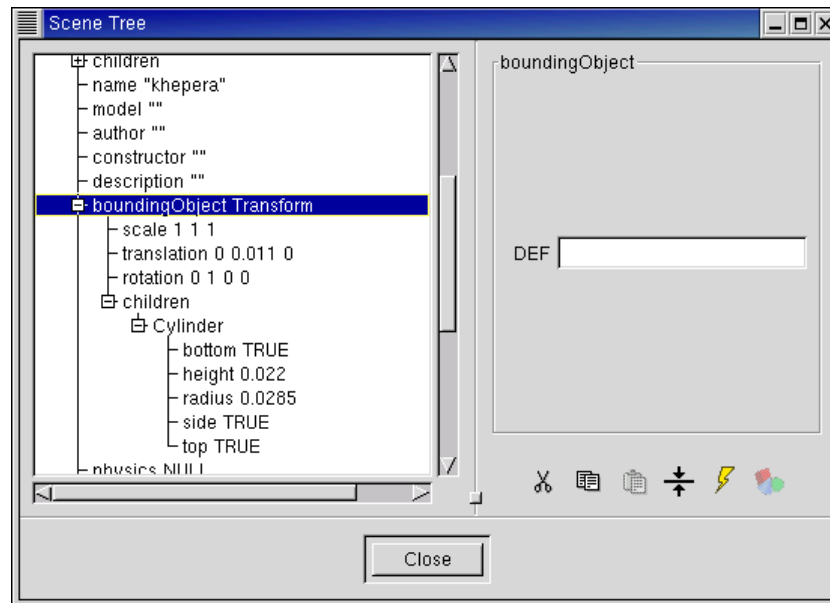 Scene Tree
children
name "khepera"
model ""
author ""
constructor ""
description ""
boundingObject Transform
scale 1 1 1
translation 0 0.011 0
rotation 0 1 0 0
children
Cylinder
bottom TRUE
height 0.022
radius 0.0285
side TRUE
top TRUE
physics NULL
boundingObject
DEF
Close